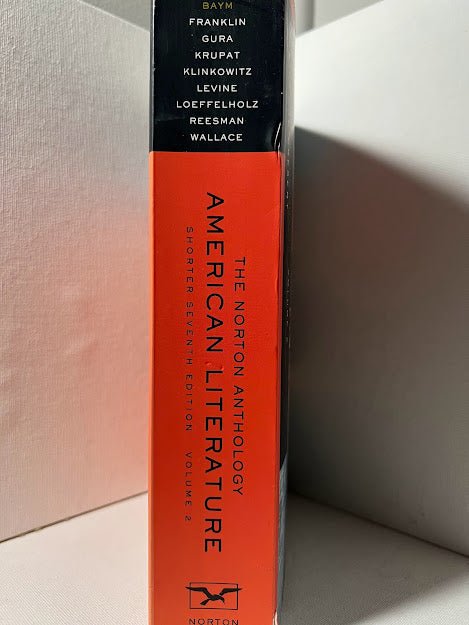 BAYM
FRANKLIN
GURA
KRUPAT
KLINKOWITZ
LEVINE
LOEFFELHOLZ
REESMAN
WALLACE
THE NORTON ANTHOLOGY
AMERICAN LITERATURE
SHORTER SEVENTH EDITION VOLUME 2
NORTON